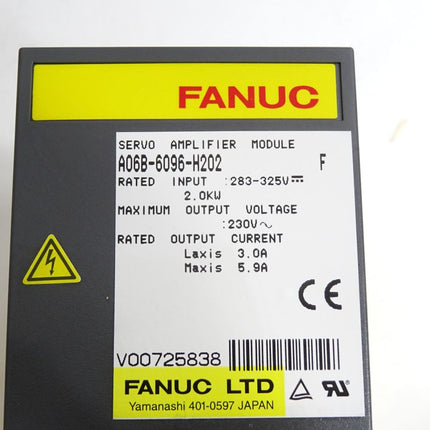 FANUC
SERVO AMPLIFIER MODULE
A06B-6096-H202 F
RATED INPUT :283-325V⎓
2.0KW
MAXIMUM OUTPUT VOLTAGE
:230V~
RATED OUTPUT CURRENT
Laxis 3.0A
Maxis 5.9A
CE
V00725838
FANUC LTD
Yamanashi 401-0597 JAPAN